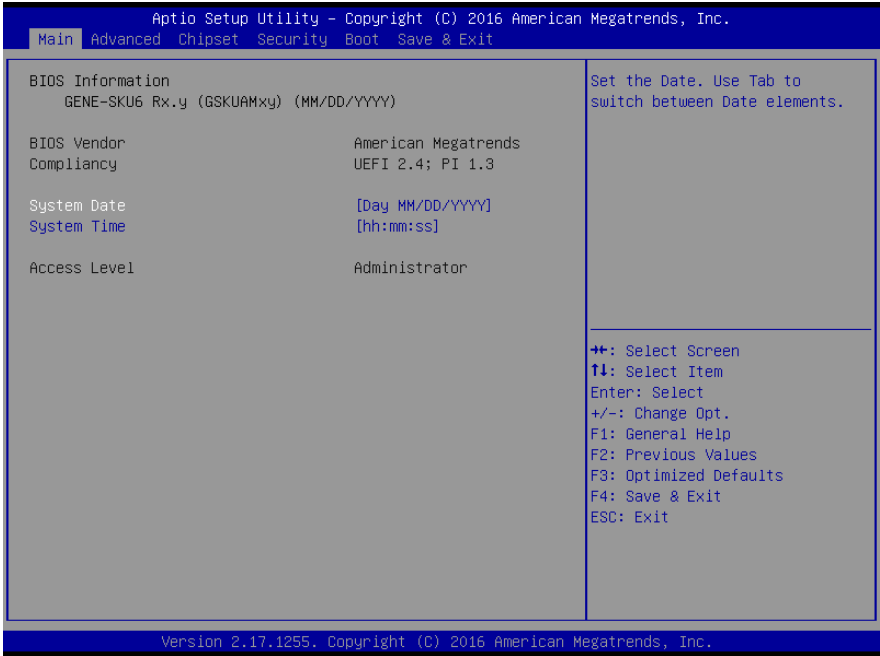 Aptio Setup Utility – Copyright (C) 2016 American Megatrends, Inc.
Main Advanced Chipset Security Boot Save & Exit
BIOS Information
GENE-SKU6 Rx.y (GSKUAMxy) (MM/DD/YYYY)
BIOS Vendor American Megatrends
Compliancy UEFI 2.4; PI 1.3
System Date [Day MM/DD/YYYY]
System Time [hh:mm:ss]
Access Level Administrator
Set the Date. Use Tab to
switch between Date elements.
→←: Select Screen
↑↓: Select Item
Enter: Select
+/-: Change Opt.
F1: General Help
F2: Previous Values
F3: Optimized Defaults
F4: Save & Exit
ESC: Exit
Version 2.17.1255. Copyright (C) 2016 American Megatrends, Inc.